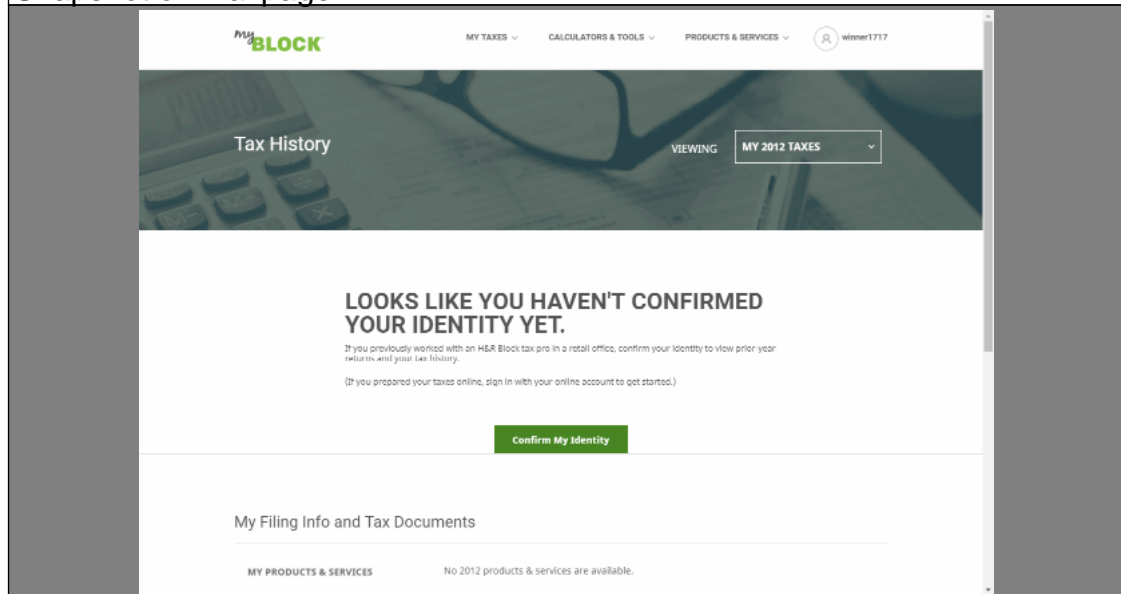 my BLOCK
MY TAXES
CALCULATORS & TOOLS
PRODUCTS & SERVICES
winner1717
Tax History
VIEWING
MY 2012 TAXES
LOOKS LIKE YOU HAVEN'T CONFIRMED
YOUR IDENTITY YET.
If you previously worked with an H&R Block tax pro in a retail office, confirm your identity to view prior year
returns and your tax history.
(If you prepared your taxes online, sign in with your online account to get started.)
Confirm My Identity
My Filing Info and Tax Documents
MY PRODUCTS & SERVICES
No 2012 products & services are available.